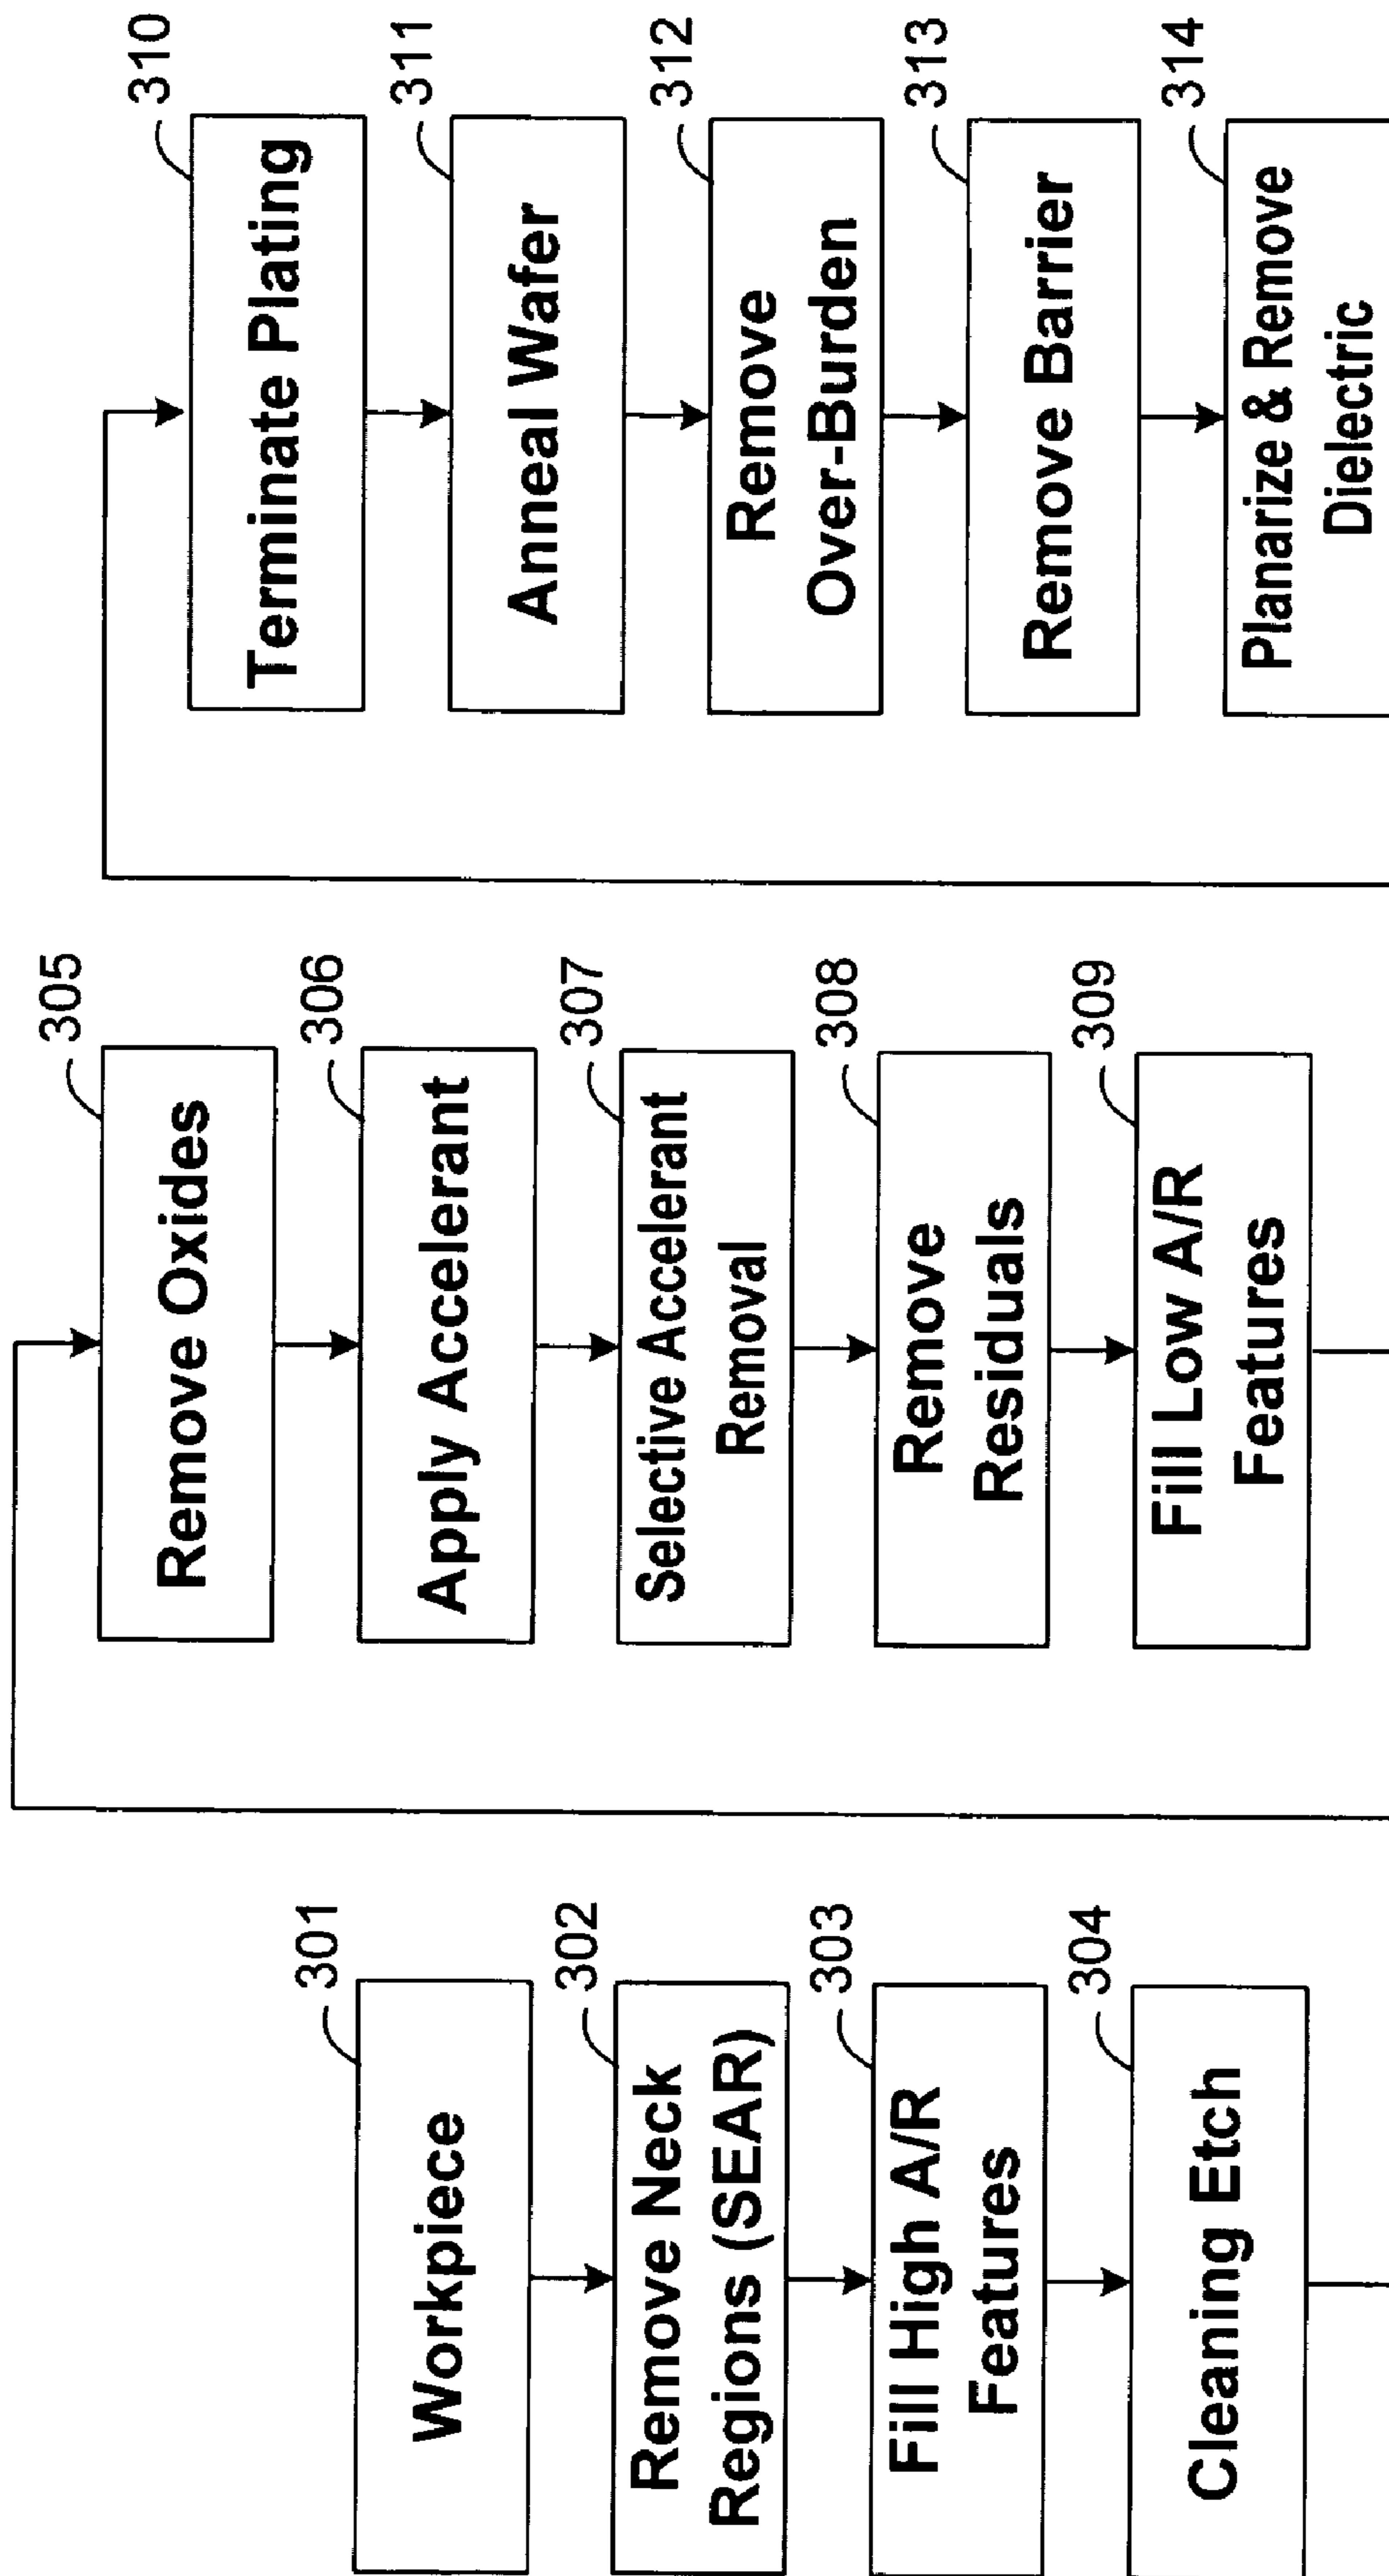 301
Workpiece
302
Remove Neck
Regions (SEAR)
303
Fill High A/R
Features
304
Cleaning Etch
305
Remove Oxides
306
Apply Accelerant
307
Selective Accelerant
Removal
308
Remove
Residuals
309
Fill Low A/R
Features
310
Terminate Plating
311
Anneal Wafer
312
Remove
Over-Burden
313
Remove Barrier
314
Planarize & Remove
Dielectric